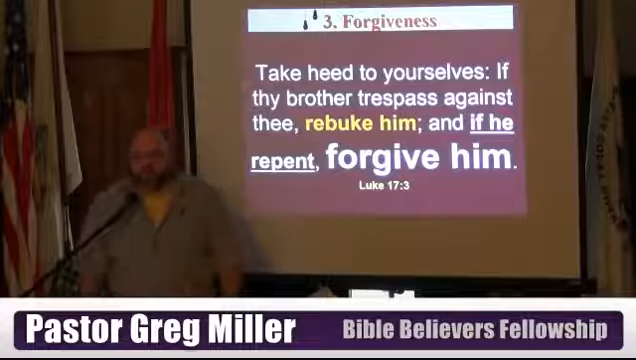 3. Forgiveness
Take heed to yourselves: If
thy brother trespass against
thee, rebuke him; and if he
repent, forgive him.
Luke 17:3
Pastor Greg Miller
Bible Believers Fellowship